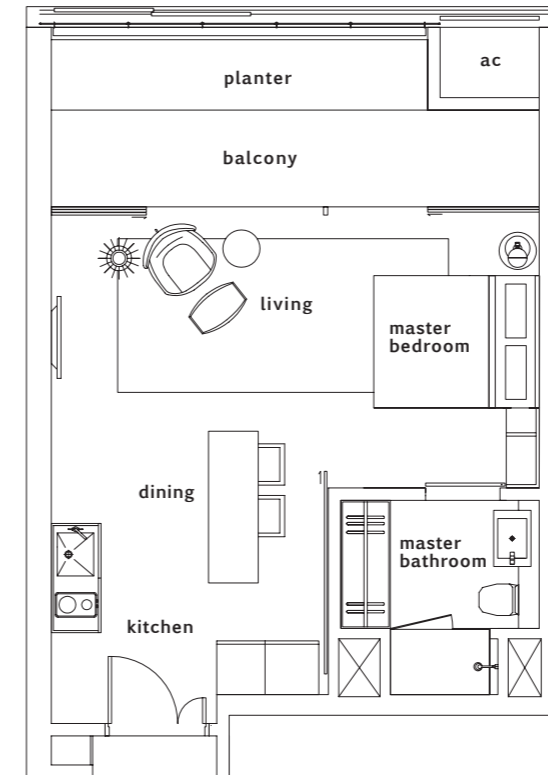 ac
planter
balcony
living
master
bedroom
dining
master
bathroom
kitchen